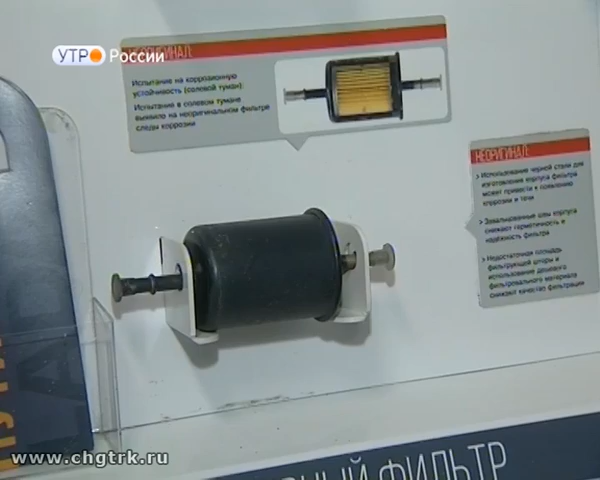 УТРО России
НЕОРИГИНАЛ:
Испытание на коррозионную
устойчивость (солевой туман):
Испытание в солевом тумане
выявило на неоригинальном фильтре
следы коррозии
НЕОРИГИНАЛ:
> Использование черной стали для
изготовления корпуса фильтра
может привести к появлению
коррозии и течи
> Завальцованные швы корпуса
снижают герметичность и
надёжность фильтра
> Недостаточная площадь
фильтрующей шторы и
использование дешевого
фильтровального материала
снижают качество фильтрации
ФИЛЬТР
www.chgtrk.ru